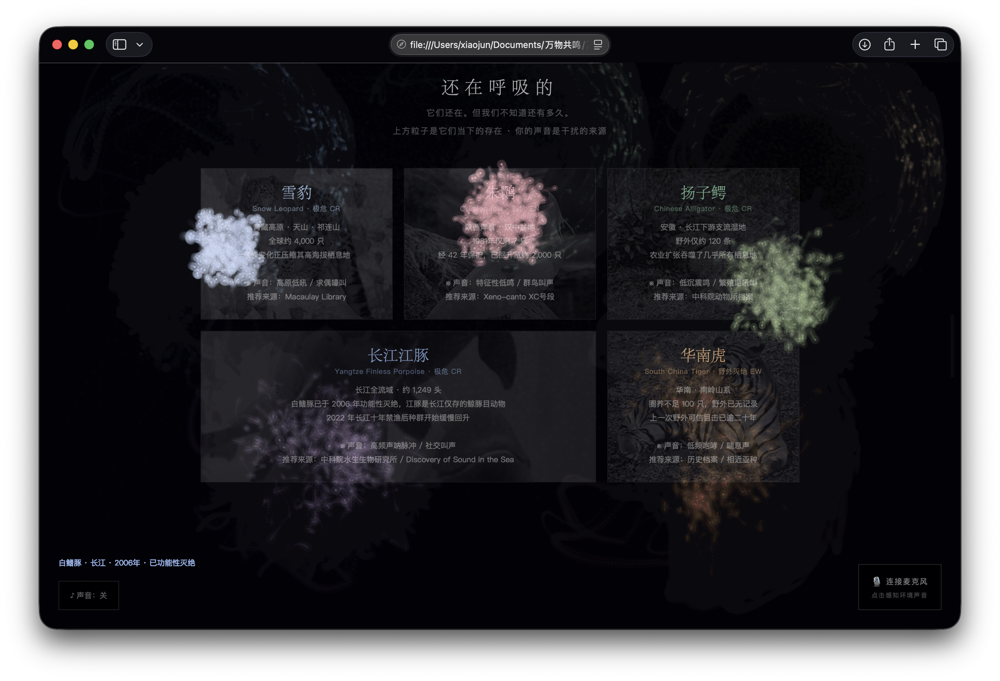 file:///Users/xiaojun/Documents/万物共鸣/
还在呼吸的
它们还在。但我们不知道还有多久。
上方粒子是它们当下的存在 · 你的声音是干扰的来源
雪豹
Snow Leopard · 极危 CR
青藏高原 · 天山 · 祁连山
全球约 4,000 只
气候变化正压缩其高海拔栖息地
※ 声音：高原低吼 / 求偶嚎叫
推荐来源：Macaulay Library
朱鹮
Crested Ibis · 濒危 EN
陕西洋县 · 汉中盆地
1981年仅剩 7 只
经 42 年保护，已回升至约 2,000 只
※ 声音：特征性低鸣 / 群鸟叫声
推荐来源：Xeno-canto XC号段
扬子鳄
Chinese Alligator · 极危 CR
安徽 · 长江下游支流湿地
野外仅约 120 条
农业扩张吞噬了几乎所有栖息地
※ 声音：低沉震鸣 / 繁殖期吼叫
推荐来源：中科院动物所档案
长江江豚
Yangtze Finless Porpoise · 极危 CR
长江全流域 · 约 1,249 头
白鳍豚已于 2006 年功能性灭绝，江豚是长江仅存的鲸豚目动物
2022 年长江十年禁渔后种群开始缓慢回升
※ 声音：高频声呐脉冲 / 社交叫声
推荐来源：中科院水生生物研究所 / Discovery of Sound in the Sea
华南虎
South China Tiger · 野外灭绝 EW
华南 · 南岭山系
圈养不足 100 只，野外已无记录
上一次野外可信目击已逾二十年
※ 声音：低频咆哮 / 喘息声
推荐来源：历史档案 / 相近亚种
白鳍豚 · 长江 · 2006年 · 已功能性灭绝
♪ 声音：关
连接麦克风
点击感知环境声音